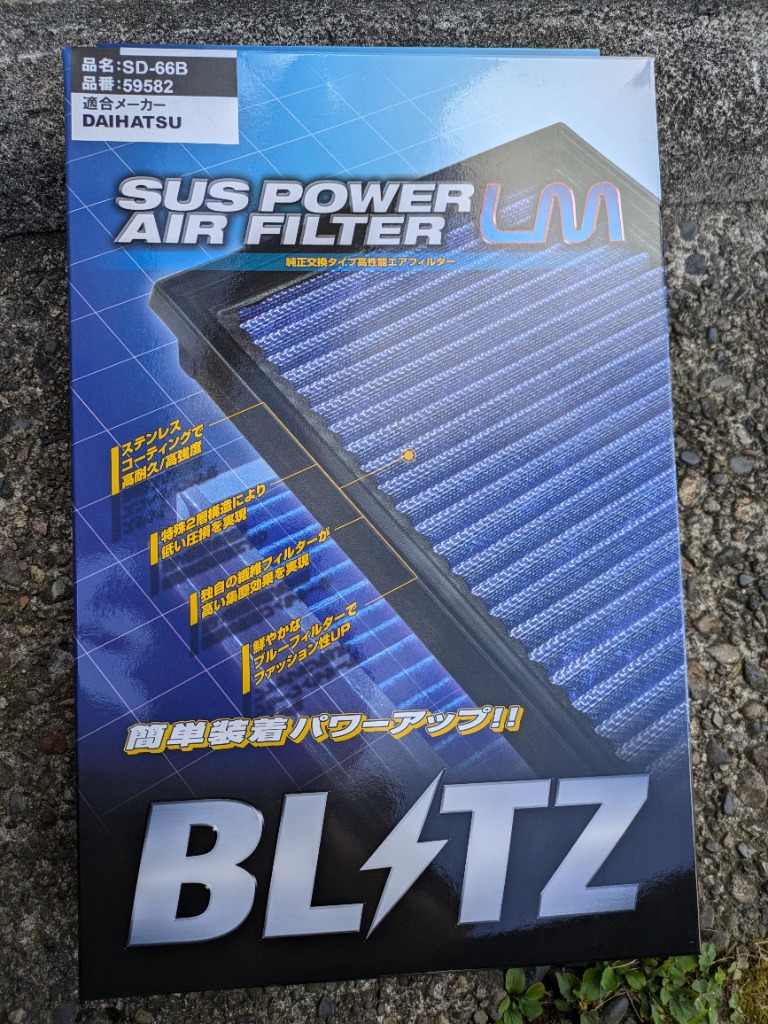 品名:SD-66B
品番:59582
適合メーカー
DAIHATSU
SUS POWER
AIR FILTER LM
純正交換タイプ高性能エアフィルター
ステンレス
コーティングで
高耐久/高強度
特殊2層構造により
低い圧損を実現
独自の繊維フィルターが
高い集塵効果を実現
鮮やかな
ブルーフィルターで
ファッション性UP
簡単装着パワーアップ!!
BLITZ